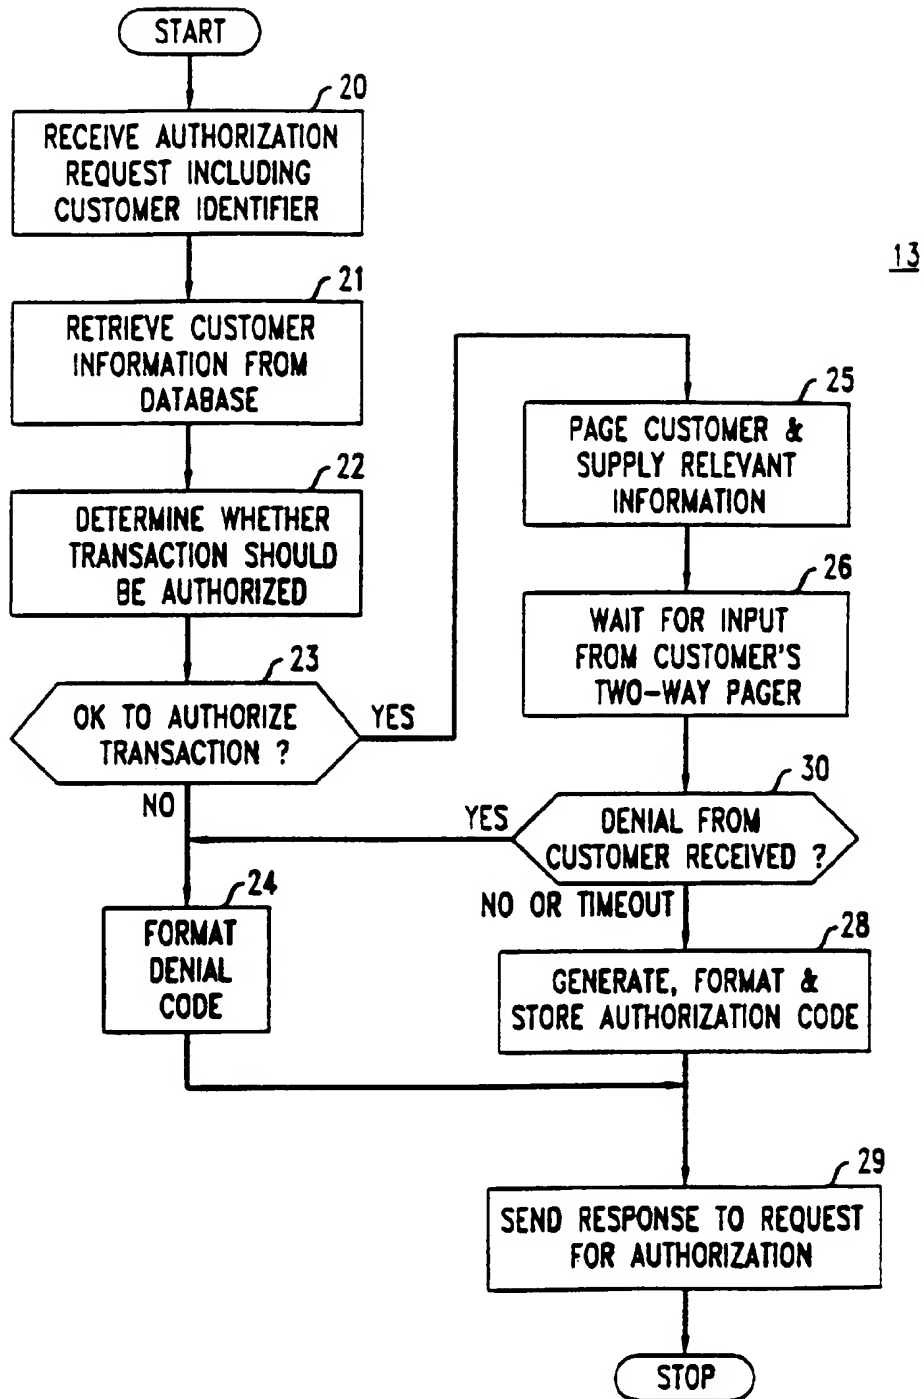 START
20
RECEIVE AUTHORIZATION
REQUEST INCLUDING
CUSTOMER IDENTIFIER
13
21
RETRIEVE CUSTOMER
INFORMATION FROM
DATABASE
22
DETERMINE WHETHER
TRANSACTION SHOULD
BE AUTHORIZED
23
OK TO AUTHORIZE
TRANSACTION ?
YES
NO
24
FORMAT
DENIAL
CODE
25
PAGE CUSTOMER &
SUPPLY RELEVANT
INFORMATION
26
WAIT FOR INPUT
FROM CUSTOMER'S
TWO-WAY PAGER
30
DENIAL FROM
CUSTOMER RECEIVED ?
YES
NO OR TIMEOUT
28
GENERATE, FORMAT &
STORE AUTHORIZATION CODE
29
SEND RESPONSE TO REQUEST
FOR AUTHORIZATION
STOP